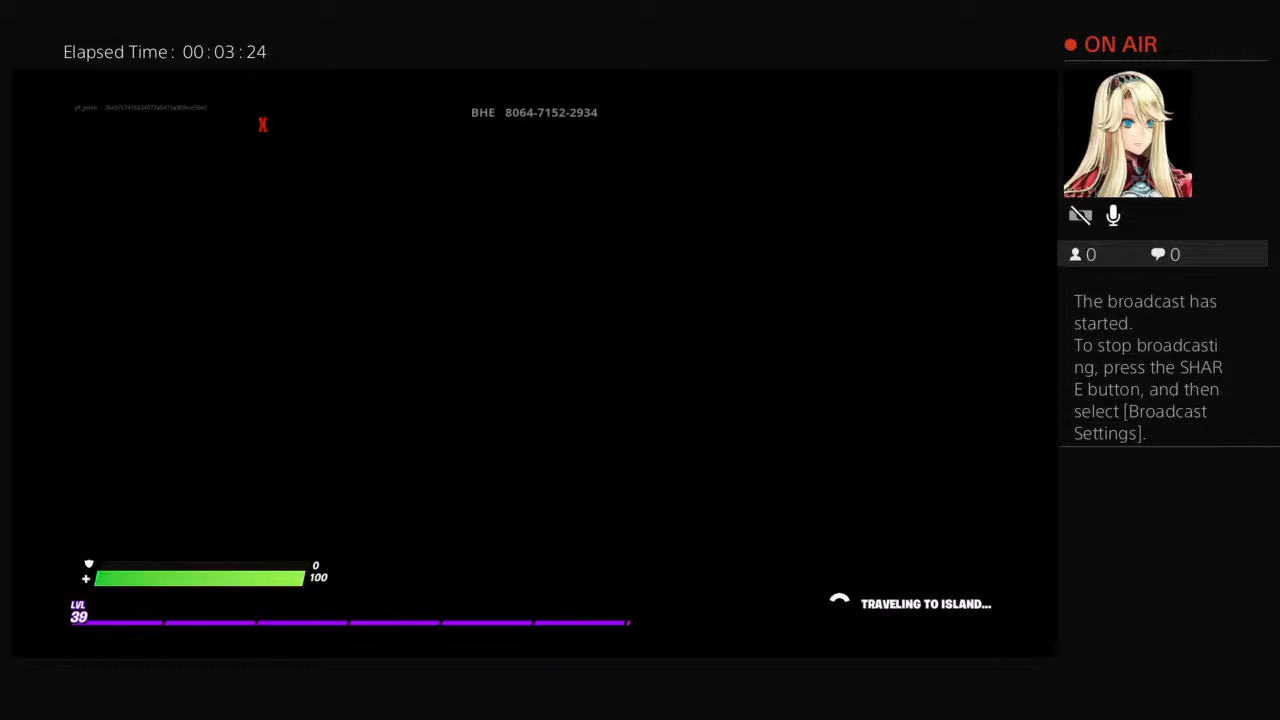 Elapsed Time: 00:03:24
ON AIR
X
BHE 8064-7152-2934
0 0
The broadcast has
started.
To stop broadcasti
ng, press the SHAR
E button, and then
select [Broadcast
Settings].
0
100
LVL
39
TRAVELING TO ISLAND...